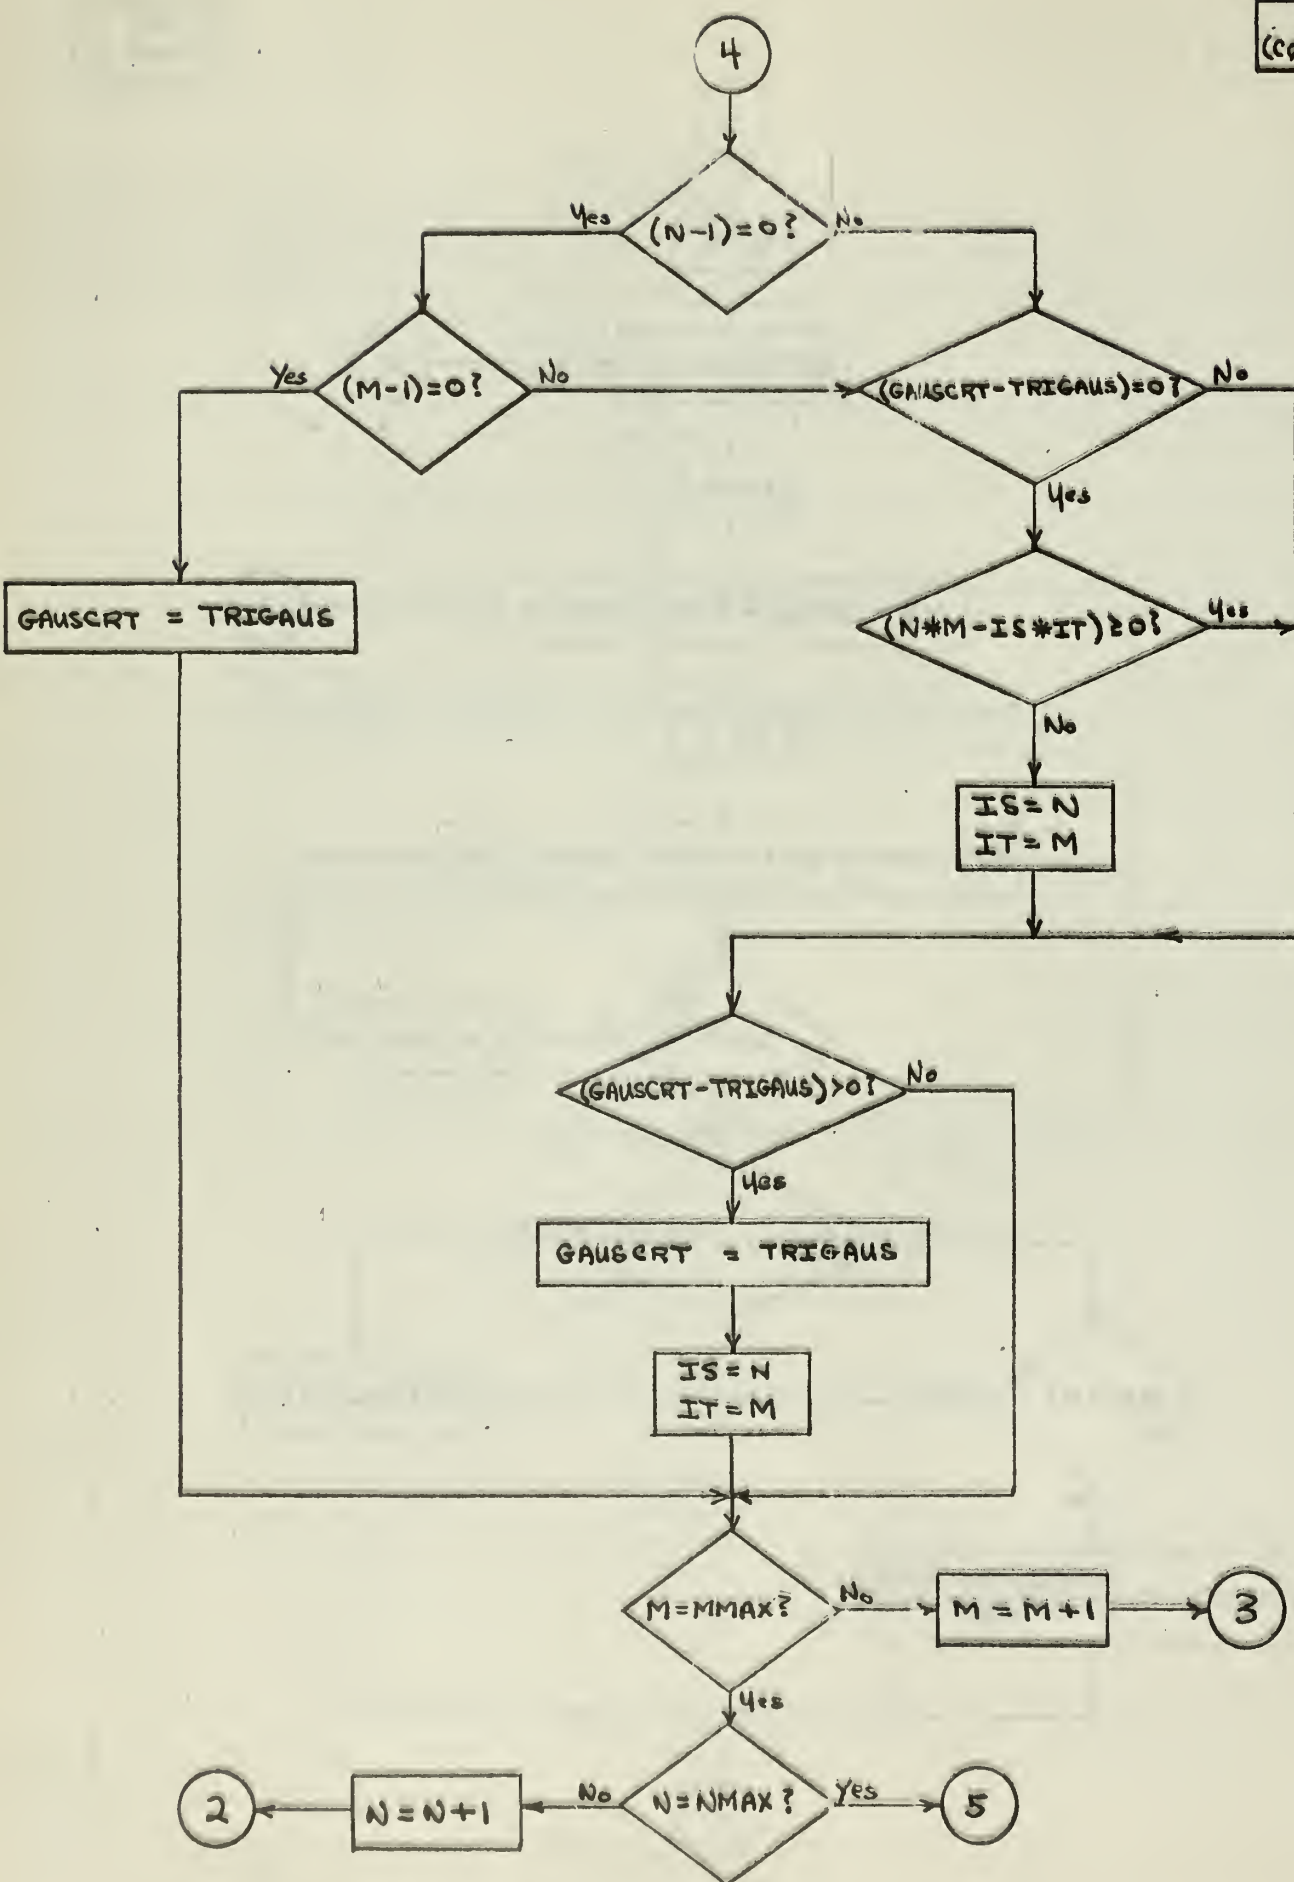 4
(N-1)=0?
Yes
No
(M-1)=0?
Yes
No
(GAUSCRT-TRIGAUS)=0?
No
Yes
GAUSCRT = TRIGAUS
(N*M-IS*IT)≥0?
Yes
No
IS=N
IT=M
(GAUSCRT-TRIGAUS)>0?
No
Yes
GAUSCRT = TRIGAUS
IS=N
IT=M
M=MMAX?
No
M=M+1
3
Yes
2
N=N+1
No
N=NMAX?
Yes
5